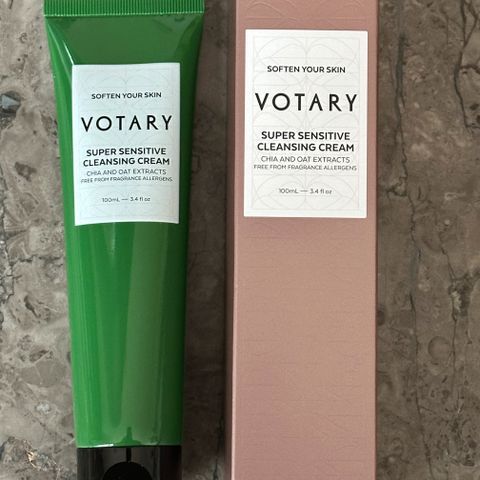 SOFTEN YOUR SKIN
VOTARY
SUPER SENSITIVE
CLEANSING CREAM
CHIA AND OAT EXTRACTS
FREE FROM FRAGRANCE ALLERGENS
100mL — 3.4 fl oz
SOFTEN YOUR SKIN
VOTARY
SUPER SENSITIVE
CLEANSING CREAM
CHIA AND OAT EXTRACTS
FREE FROM FRAGRANCE ALLERGENS
100mL — 3.4 fl oz